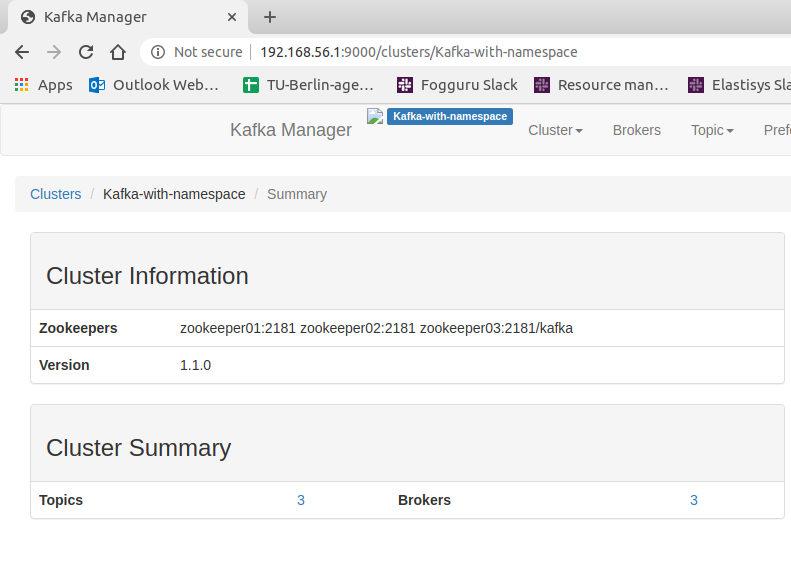 Kafka Manager
Not secure 192.168.56.1:9000/clusters/Kafka-with-namespace
Apps Outlook Web… TU-Berlin-age… Fogguru Slack Resource man… Elastisys Sla
Kafka Manager Kafka-with-namespace Cluster Brokers Topic Prefe
Clusters / Kafka-with-namespace / Summary
Cluster Information
Zookeepers zookeeper01:2181 zookeeper02:2181 zookeeper03:2181/kafka
Version 1.1.0
Cluster Summary
Topics 3 Brokers 3